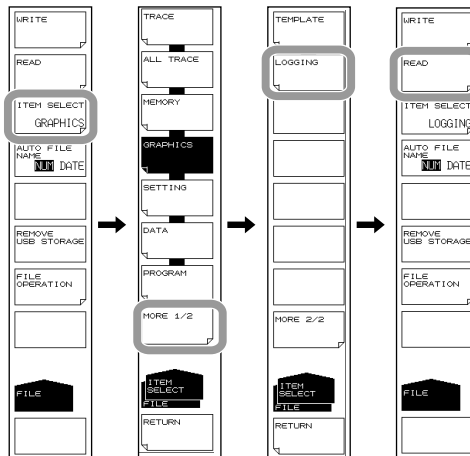 WRITE
READ
ITEM SELECT
GRAPHICS
AUTO FILE
NAME
NUM DATE
REMOVE
USB STORAGE
FILE
OPERATION
FILE
TRACE
ALL TRACE
MEMORY
GRAPHICS
SETTING
DATA
PROGRAM
MORE 1/2
ITEM
SELECT
FILE
RETURN
TEMPLATE
LOGGING
MORE 2/2
ITEM
SELECT
FILE
RETURN
WRITE
READ
ITEM SELECT
LOGGING
AUTO FILE
NAME
NUM DATE
REMOVE
USB STORAGE
FILE
OPERATION
FILE